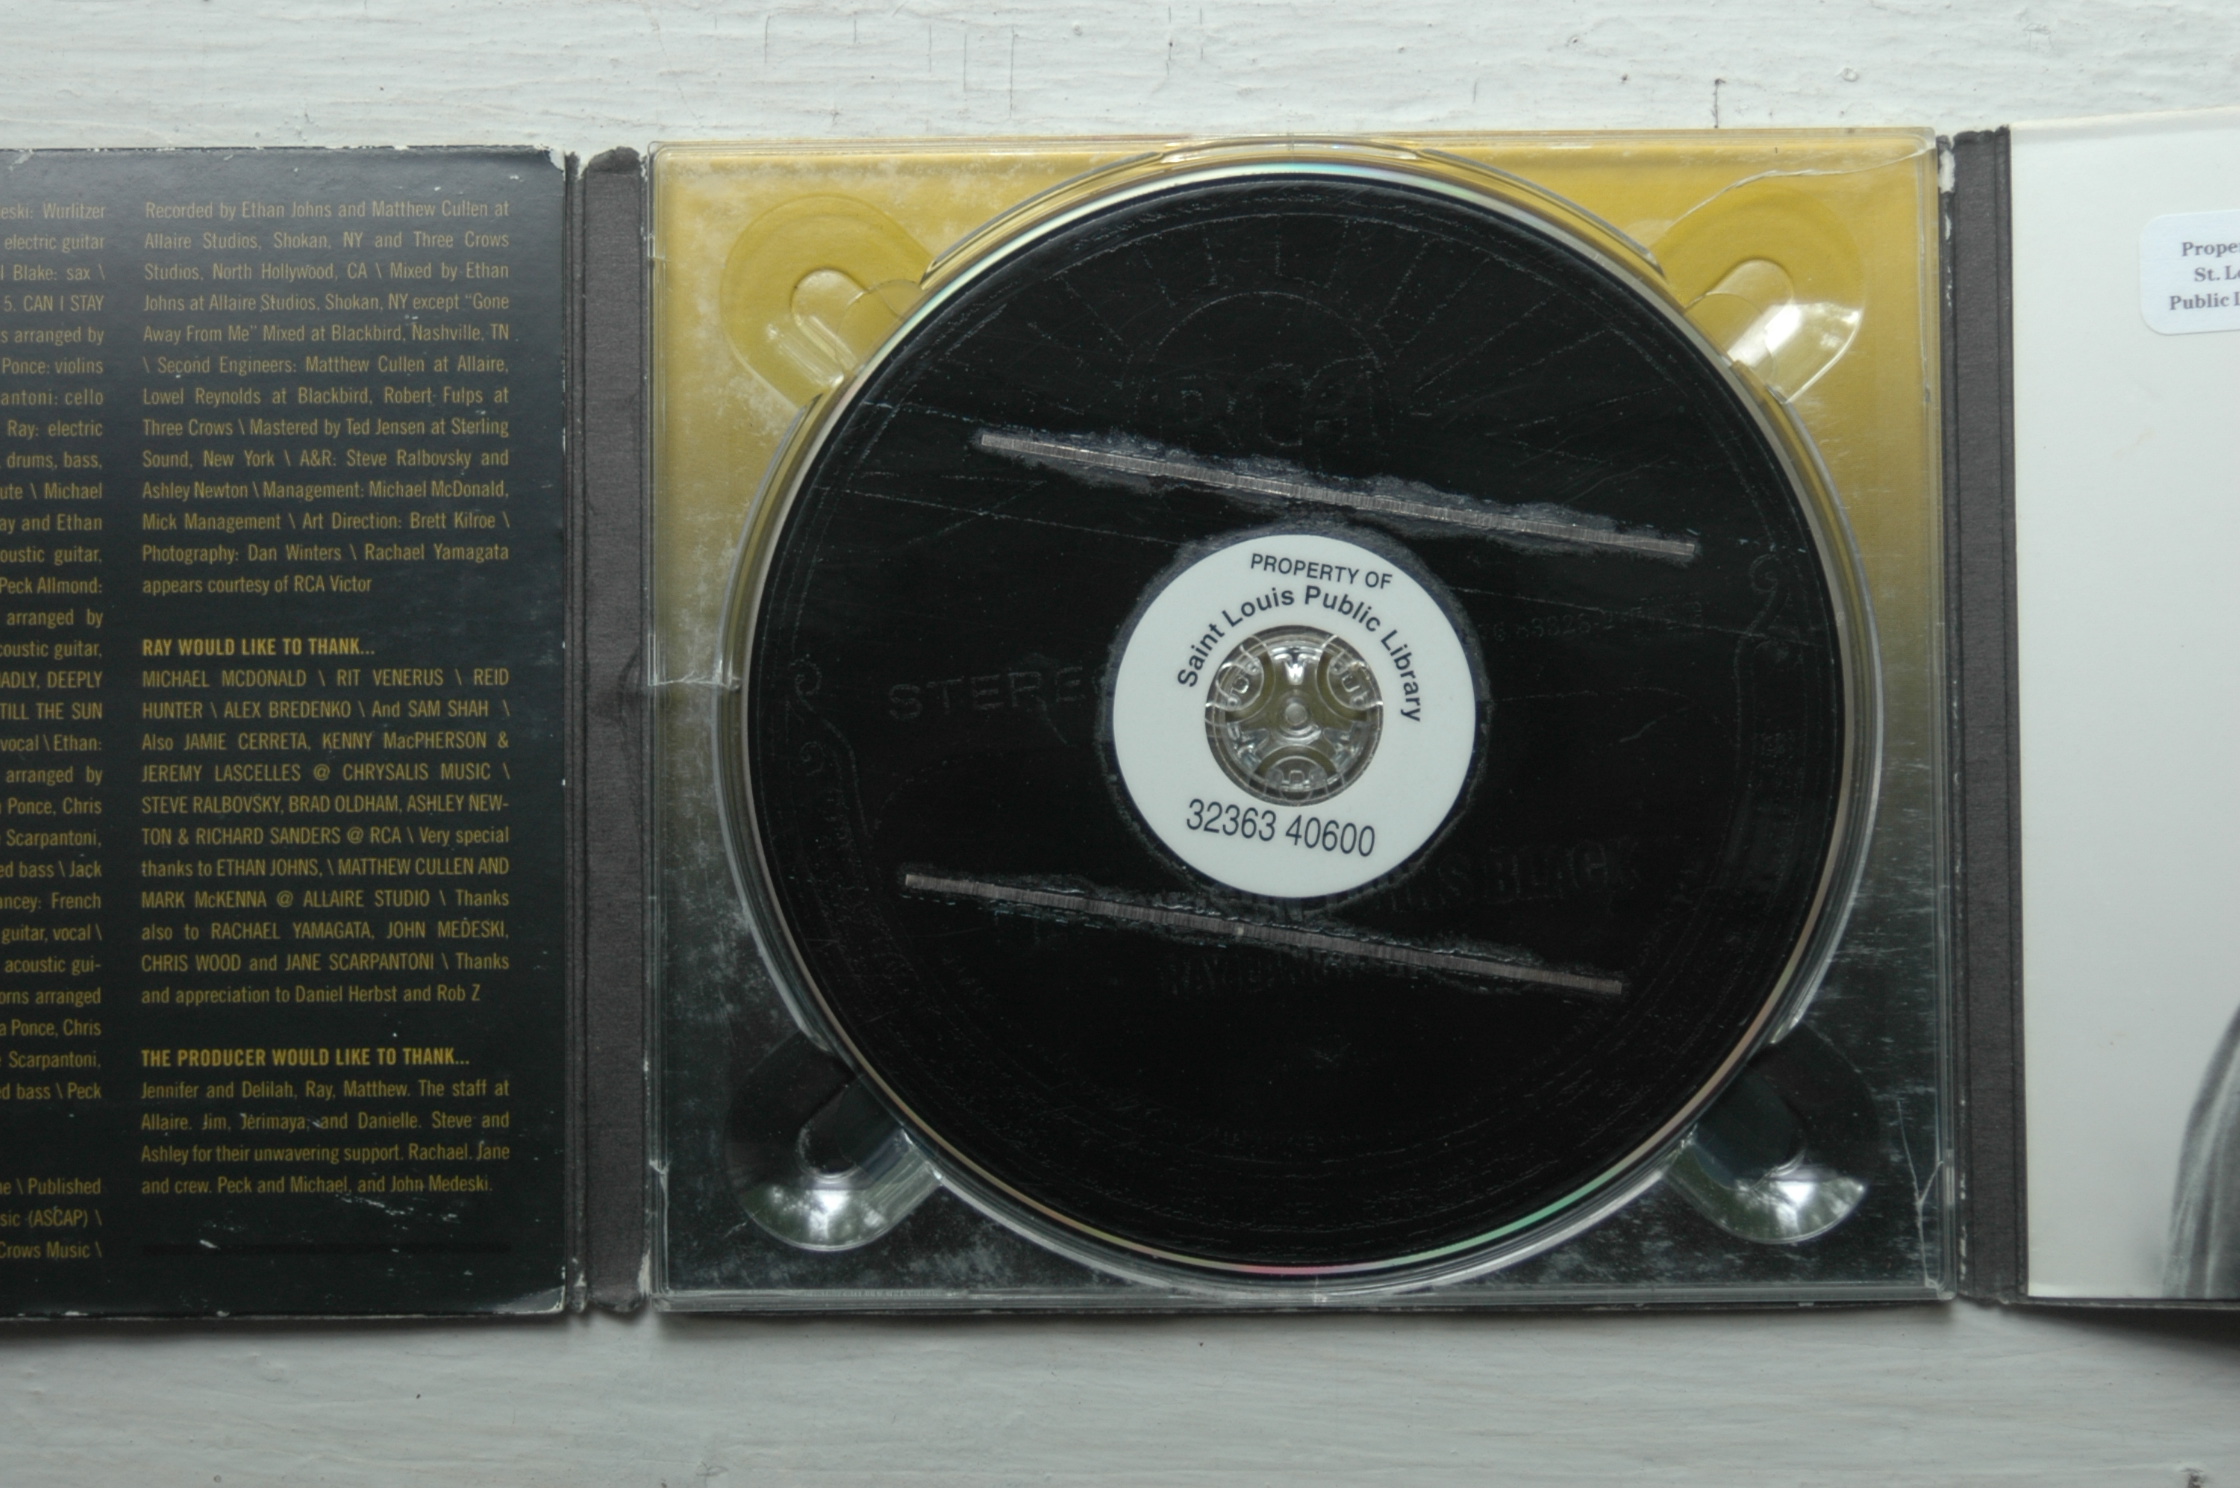 eski: Wurlitzer
electric guitar
l Blake: sax \
5. CAN I STAY
s arranged by
Ponce: violins
antoni: cello
Ray: electric
drums, bass,
ute \ Michael
ay and Ethan
oustic guitar.
Peck Allmond:
arranged by
coustic guitar,
ADLY, DEEPLY
TILL THE SUN
vocal \ Ethan:
arranged by
Ponce, Chris
Scarpantoni,
ed bass \ Jack
ancey: French
guitar, vocal \
acoustic gui-
orns arranged
a Ponce, Chris
Scarpantoni,
ed bass \ Peck
ne \ Published
sic (ASCAP) \
Crows Music \
Recorded by Ethan Johns and Matthew Cullen at
Allaire Studios, Shokan, NY and Three Crows
Studios, North Hollywood, CA \ Mixed by Ethan
Johns at Allaire Studios, Shokan, NY except “Gone
Away From Me” Mixed at Blackbird, Nashville, TN
\ Second Engineers: Matthew Cullen at Allaire,
Lowel Reynolds at Blackbird, Robert Fulps at
Three Crows \ Mastered by Ted Jensen at Sterling
Sound, New York \ A&R: Steve Ralbovsky and
Ashley Newton \ Management: Michael McDonald,
Mick Management \ Art Direction: Brett Kilroe \
Photography: Dan Winters \ Rachael Yamagata
appears courtesy of RCA Victor
RAY WOULD LIKE TO THANK...
MICHAEL MCDONALD \ RIT VENERUS \ REID
HUNTER \ ALEX BREDENKO \ And SAM SHAH \
Also JAMIE CERRETA, KENNY MacPHERSON &
JEREMY LASCELLES @ CHRYSALIS MUSIC \
STEVE RALBOVSKY, BRAD OLDHAM, ASHLEY NEW-
TON & RICHARD SANDERS @ RCA \ Very special
thanks to ETHAN JOHNS, \ MATTHEW CULLEN AND
MARK McKENNA @ ALLAIRE STUDIO \ Thanks
also to RACHAEL YAMAGATA, JOHN MEDESKI,
CHRIS WOOD and JANE SCARPANTONI \ Thanks
and appreciation to Daniel Herbst and Rob Z
THE PRODUCER WOULD LIKE TO THANK...
Jennifer and Delilah, Ray, Matthew. The staff at
Allaire. Jim, Jerimaya, and Danielle. Steve and
Ashley for their unwavering support. Rachael. Jane
and crew. Peck and Michael, and John Medeski.
RCA
STEREO
PROPERTY OF
Saint Louis Public Library
32363 40600
BLACK
Proper
St. Lo
Public L